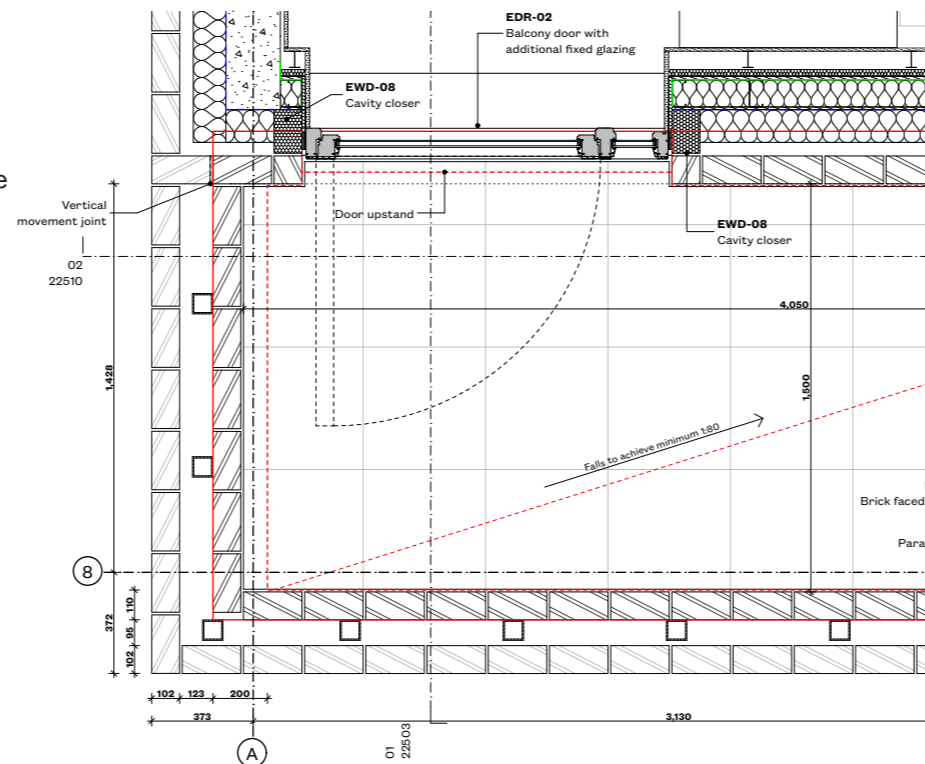 EDR-02
Balcony door with
additional fixed glazing
EWD-08
Cavity closer
e
Vertical
movement joint
Door upstand
EWD-08
Cavity closer
02
22510
4,050
1,428
1,500
Falls to achieve minimum 1:80
Brick faced
Para
8
372
110
95
102
102
123
200
373
3,130
A
01
22503